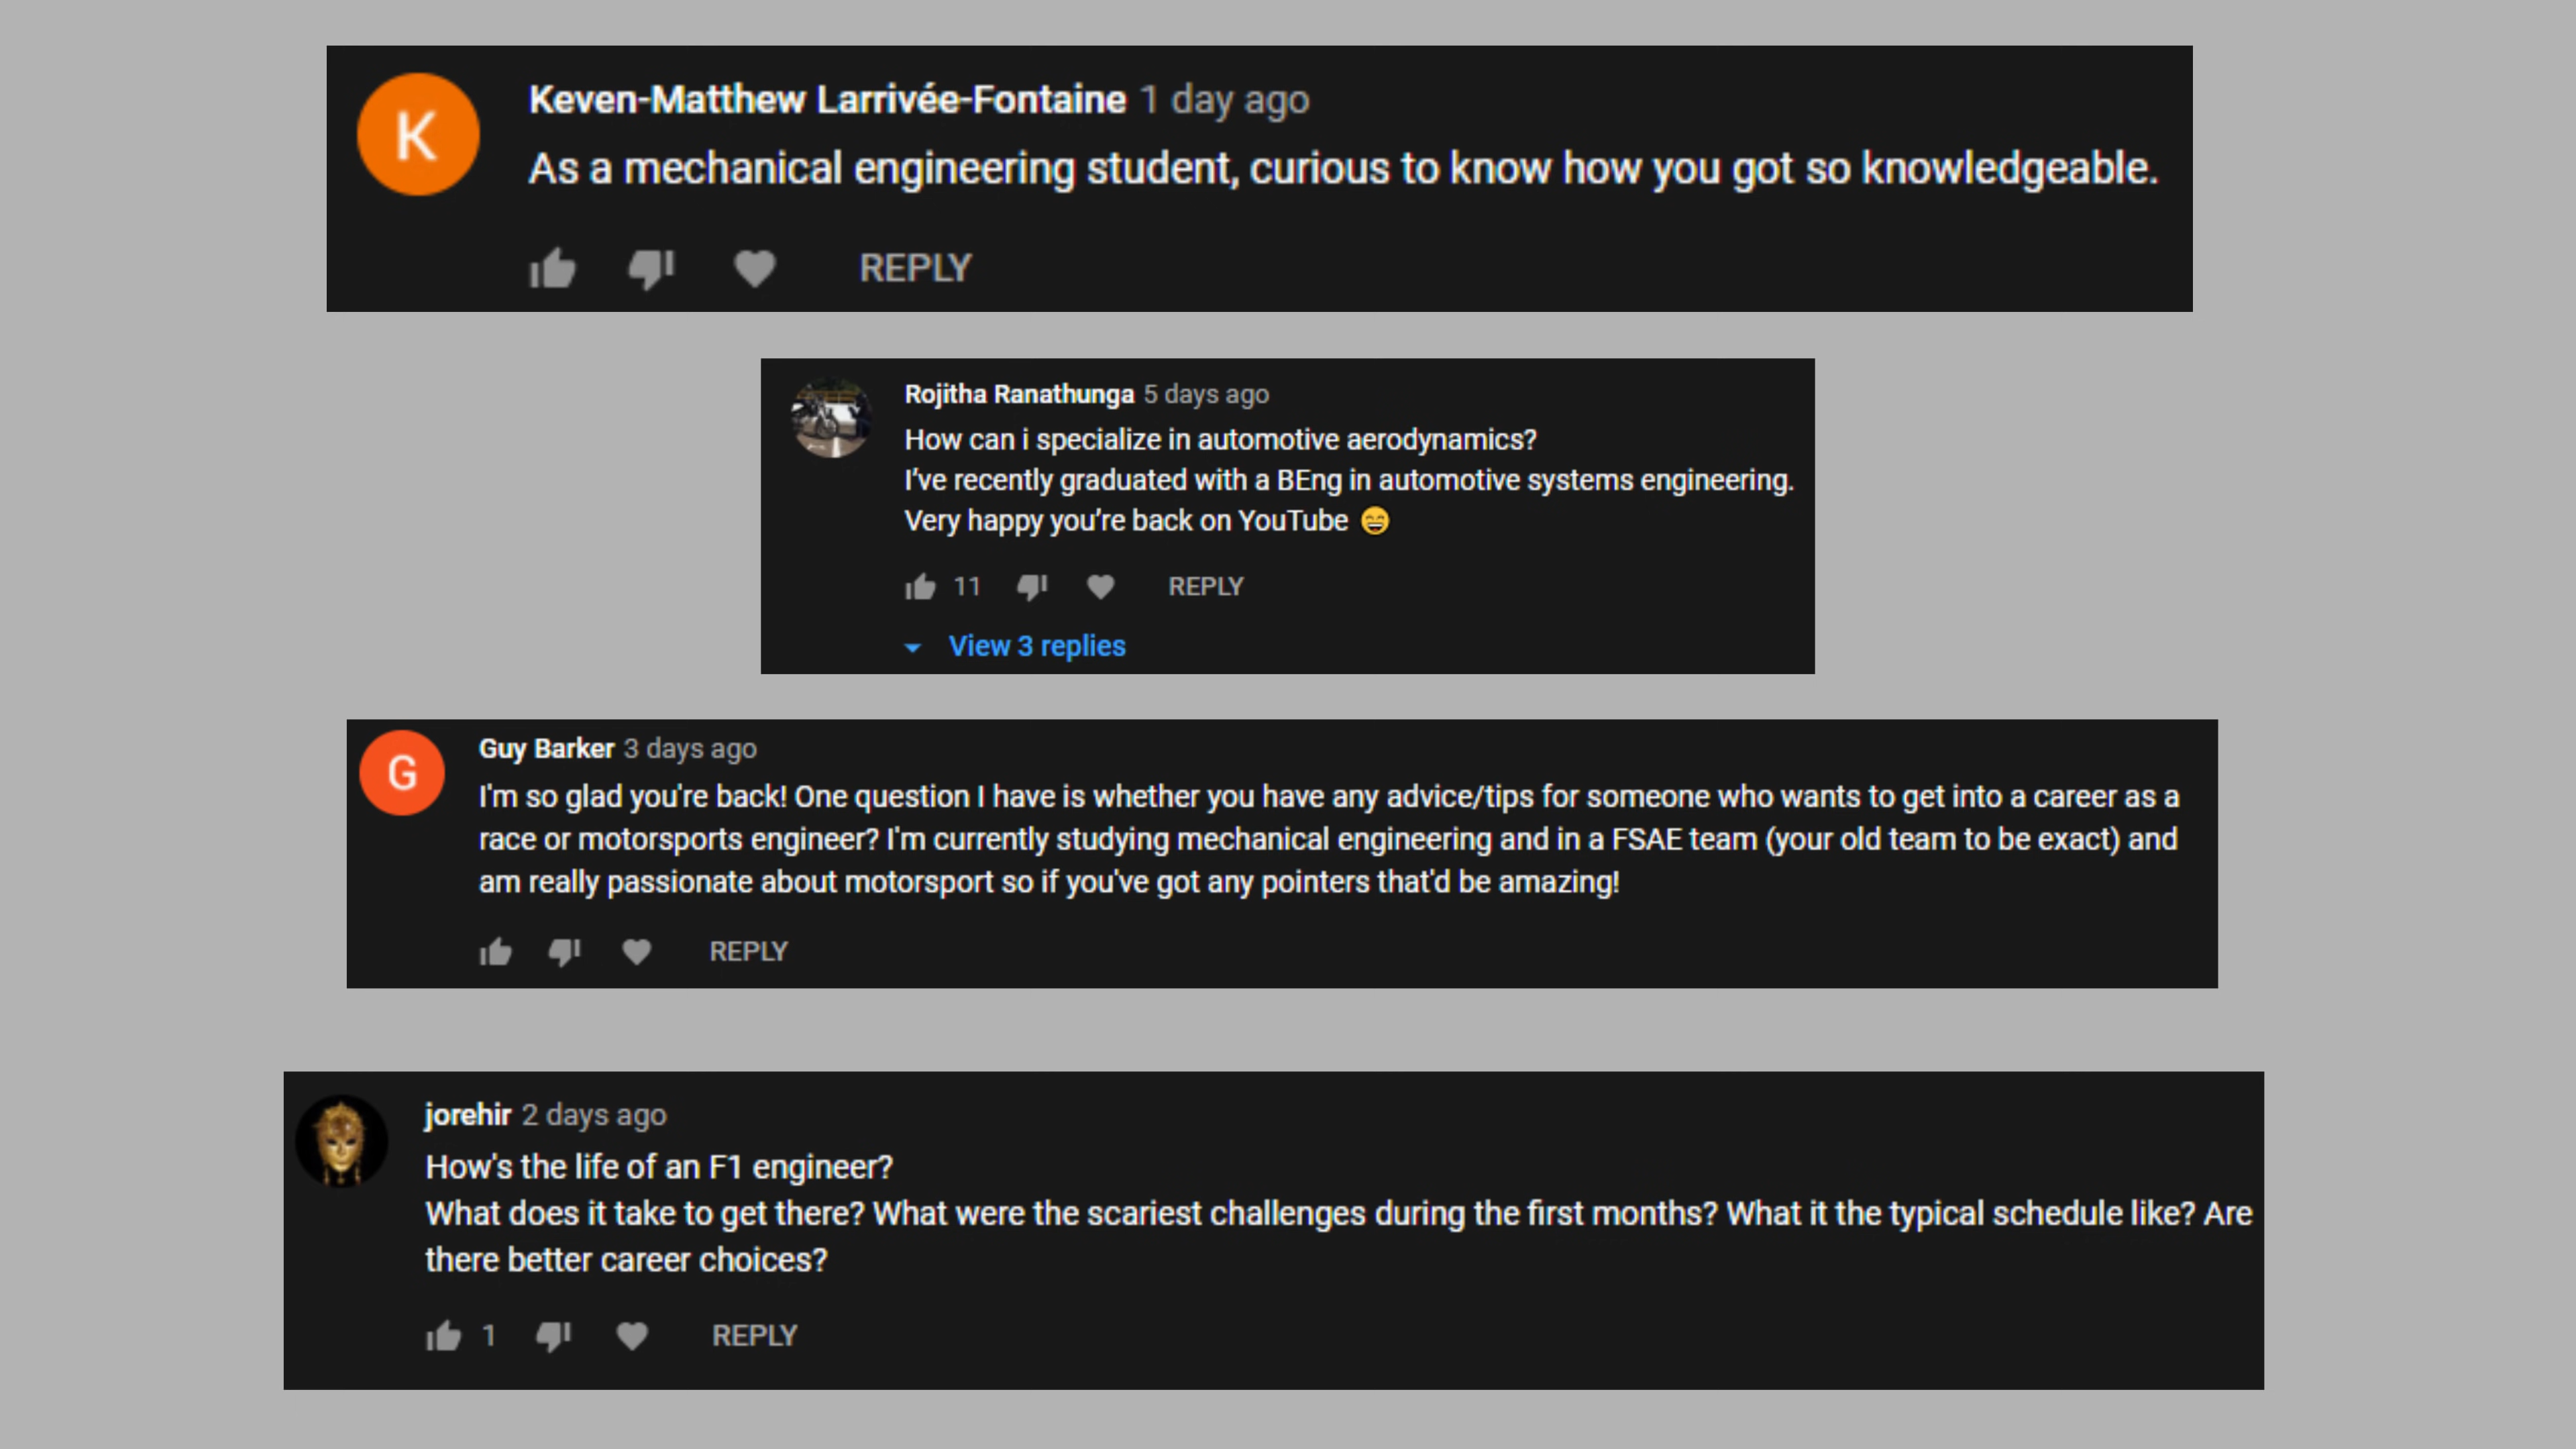 K
Keven-Matthew Larrivée-Fontaine 1 day ago
As a mechanical engineering student, curious to know how you got so knowledgeable.
REPLY
Rojitha Ranathunga 5 days ago
How can i specialize in automotive aerodynamics?
I've recently graduated with a BEng in automotive systems engineering.
Very happy you're back on YouTube 😄
11 REPLY
View 3 replies
G
Guy Barker 3 days ago
I'm so glad you're back! One question I have is whether you have any advice/tips for someone who wants to get into a career as a
race or motorsports engineer? I'm currently studying mechanical engineering and in a FSAE team (your old team to be exact) and
am really passionate about motorsport so if you've got any pointers that'd be amazing!
REPLY
jorehir 2 days ago
How's the life of an F1 engineer?
What does it take to get there? What were the scariest challenges during the first months? What it the typical schedule like? Are
there better career choices?
1 REPLY